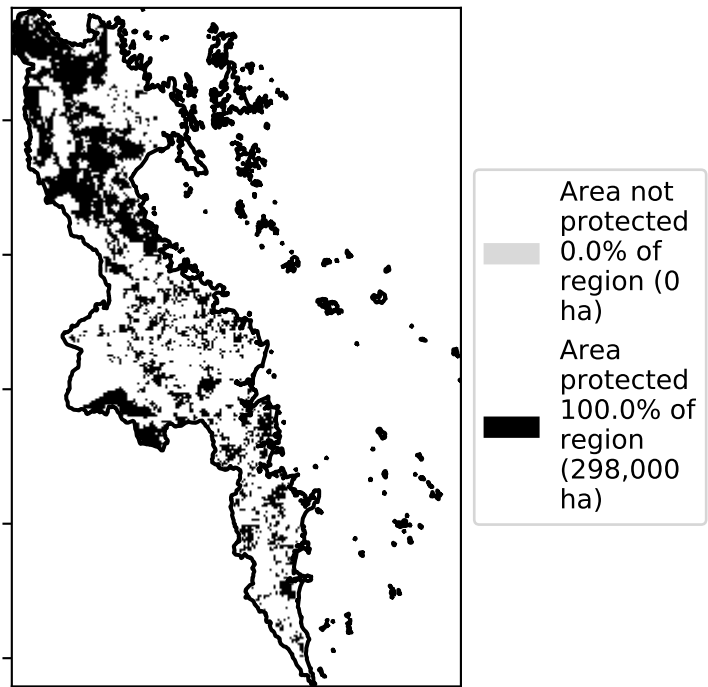 Area not
protected
0.0% of
region (0
ha)
Area
protected
100.0% of
region
(298,000
ha)